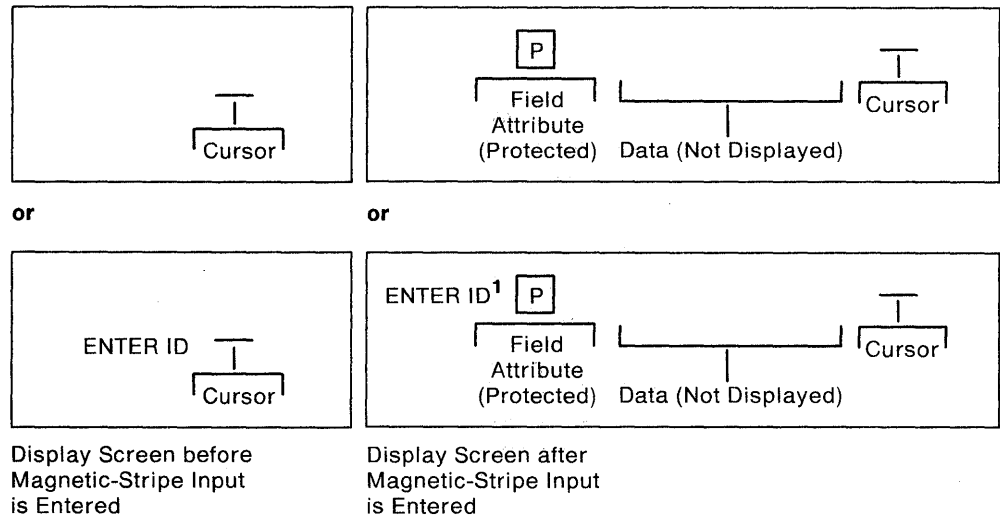 Cursor
P
Field
Attribute
(Protected)
Data (Not Displayed)
Cursor
or
or
ENTER ID
Cursor
ENTER ID1
P
Field
Attribute
(Protected)
Data (Not Displayed)
Cursor
Display Screen before
Magnetic-Stripe Input
is Entered
Display Screen after
Magnetic-Stripe Input
is Entered